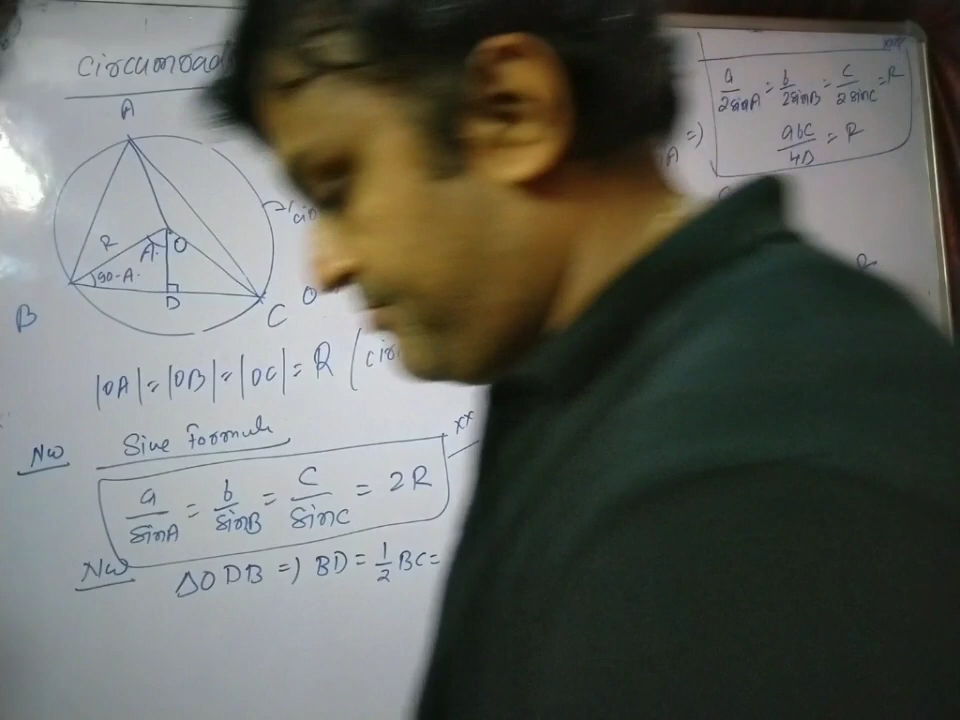 A
R
A
O
90-A.
D
B
C
|OA| = |OB| = |OC| = R
Nw
Sine Formula
a/sinA = b/sinB = c/sinC = 2R
Nw
ΔODB => BD = 1/2 BC =
a/2sinA = b/2sinB = c/2sinC = R
abc/4Δ = R